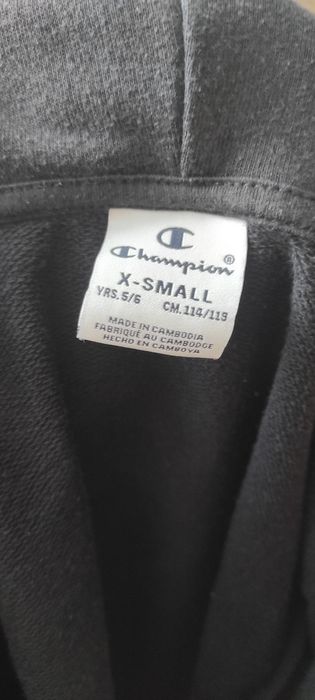 Champion®
X-SMALL
YRS.5/6 CM.114/119
MADE IN CAMBODIA
FABRIQUÉ AU CAMBODGE
HECHO EN CAMBOYA